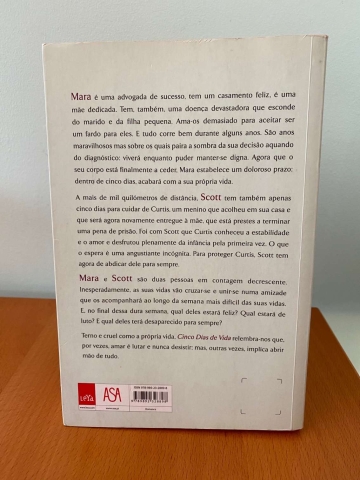 Mara é uma advogada de sucesso, tem um casamento feliz, é uma
mãe dedicada. Tem, também, uma doença devastadora que esconde
do marido e da filha pequena. Ama-os demasiado para aceitar ser
um fardo para eles. E tudo corre bem durante alguns anos. São anos
maravilhosos mas sobre os quais paira a sombra da sua decisão aquando
do diagnóstico: viverá enquanto puder manter-se digna. Agora que o
seu corpo está finalmente a ceder, Mara estabelece um doloroso prazo:
dentro de cinco dias, acabará com a sua própria vida.
A mais de mil quilómetros de distância, Scott tem também apenas
cinco dias para cuidar de Curtis, um menino que acolheu em sua casa e
que será agora novamente entregue à mãe, que está prestes a terminar
uma pena de prisão. Foi com Scott que Curtis conheceu a estabilidade
e o amor e desfrutou plenamente da infância pela primeira vez. O que
o espera é uma angustiante incógnita. Para proteger Curtis, Scott tem
agora de abdicar dele para sempre.
Mara e Scott são duas pessoas em contagem decrescente.
Inesperadamente, as suas vidas vão cruzar-se e unir-se numa amizade
que os acompanhará ao longo da semana mais difícil das suas vidas.
E, no final dessa dura semana, qual deles estará feliz? Qual estará de
luto? E qual deles terá desaparecido para sempre?
Terno e cruel como a própria vida, Cinco Dias de Vida relembra-nos que,
por vezes, amar é lutar e nunca desistir; mas, outras vezes, implica abrir
mão de tudo.
LeYa
ASA